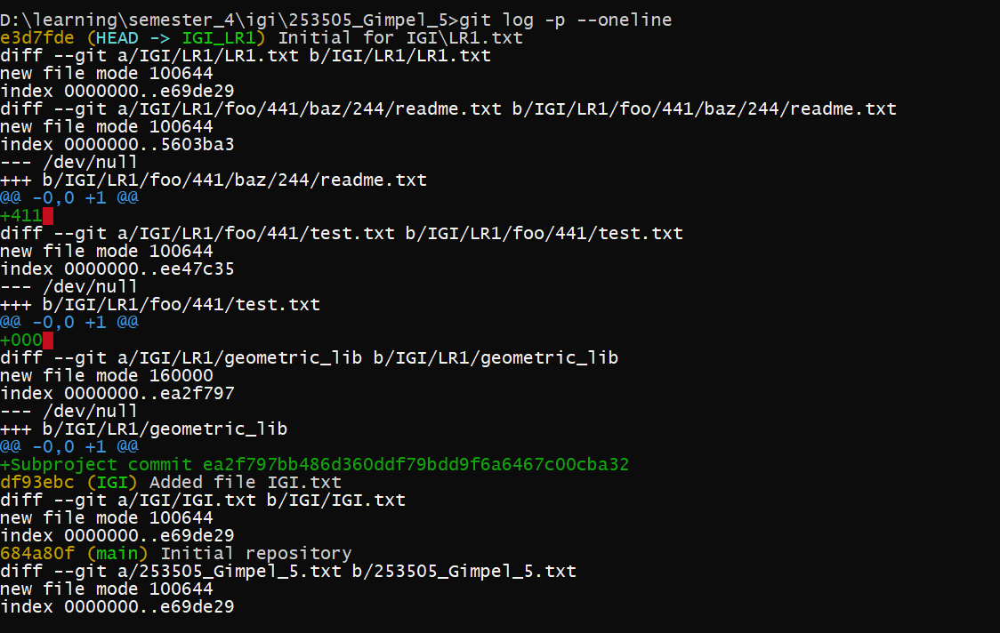 D:\learning\semester_4\igi\253505_Gimpel_5>git log -p --oneline
e3d7fde (HEAD -> IGI_LR1) Initial for IGI\LR1.txt
diff --git a/IGI/LR1/LR1.txt b/IGI/LR1/LR1.txt
new file mode 100644
index 0000000..e69de29
diff --git a/IGI/LR1/foo/441/baz/244/readme.txt b/IGI/LR1/foo/441/baz/244/readme.txt
new file mode 100644
index 0000000..5603ba3
--- /dev/null
+++ b/IGI/LR1/foo/441/baz/244/readme.txt
@@ -0,0 +1 @@
+411
diff --git a/IGI/LR1/foo/441/test.txt b/IGI/LR1/foo/441/test.txt
new file mode 100644
index 0000000..ee47c35
--- /dev/null
+++ b/IGI/LR1/foo/441/test.txt
@@ -0,0 +1 @@
+000
diff --git a/IGI/LR1/geometric_lib b/IGI/LR1/geometric_lib
new file mode 160000
index 0000000..ea2f797
--- /dev/null
+++ b/IGI/LR1/geometric_lib
@@ -0,0 +1 @@
+Subproject commit ea2f797bb486d360ddf79bdd9f6a6467c00cba32
df93ebc (IGI) Added file IGI.txt
diff --git a/IGI/IGI.txt b/IGI/IGI.txt
new file mode 100644
index 0000000..e69de29
684a80f (main) Initial repository
diff --git a/253505_Gimpel_5.txt b/253505_Gimpel_5.txt
new file mode 100644
index 0000000..e69de29